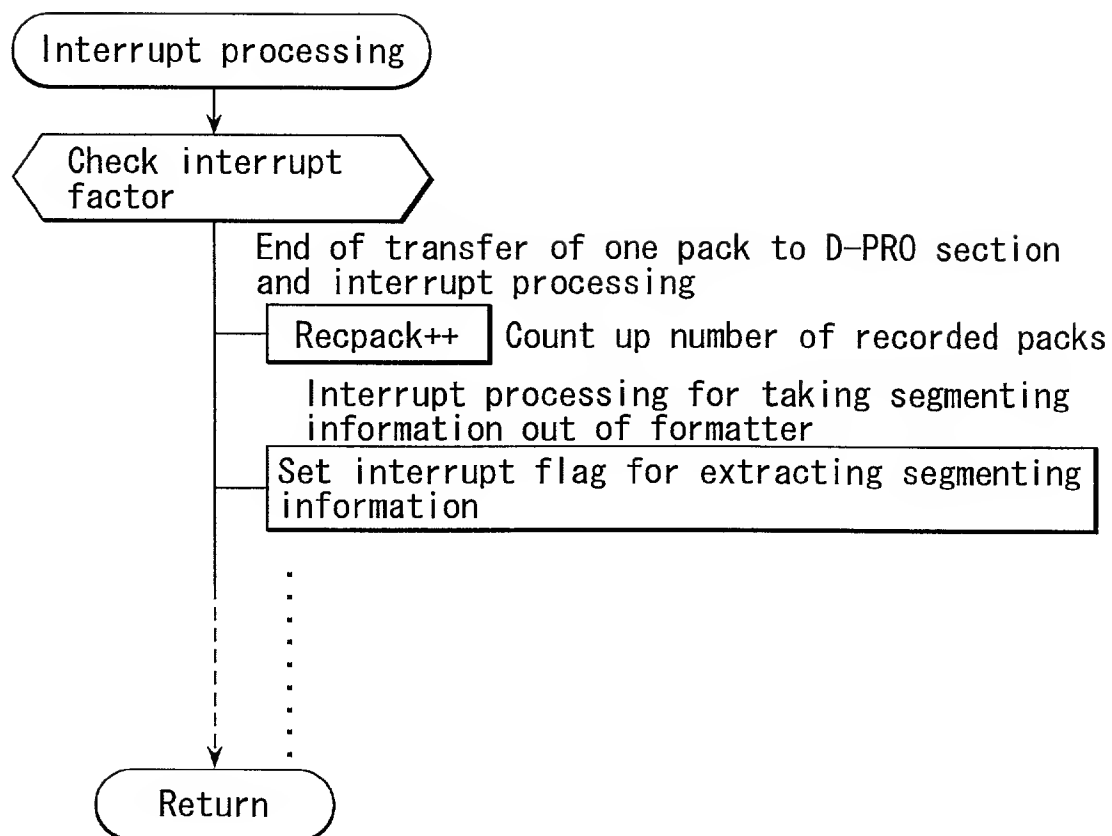 Interrupt processing
Check interrupt
factor
End of transfer of one pack to D-PRO section
and interrupt processing
Recpack++ Count up number of recorded packs
Interrupt processing for taking segmenting
information out of formatter
Set interrupt flag for extracting segmenting
information
Return